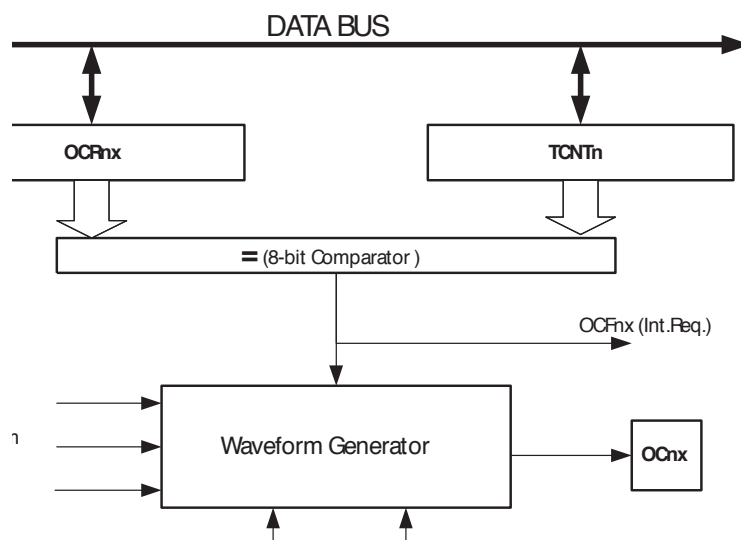 DATA BUS
OCRnx
TCNTn
= (8-bit Comparator )
OCFnx (Int.Req.)
Waveform Generator
OCnx